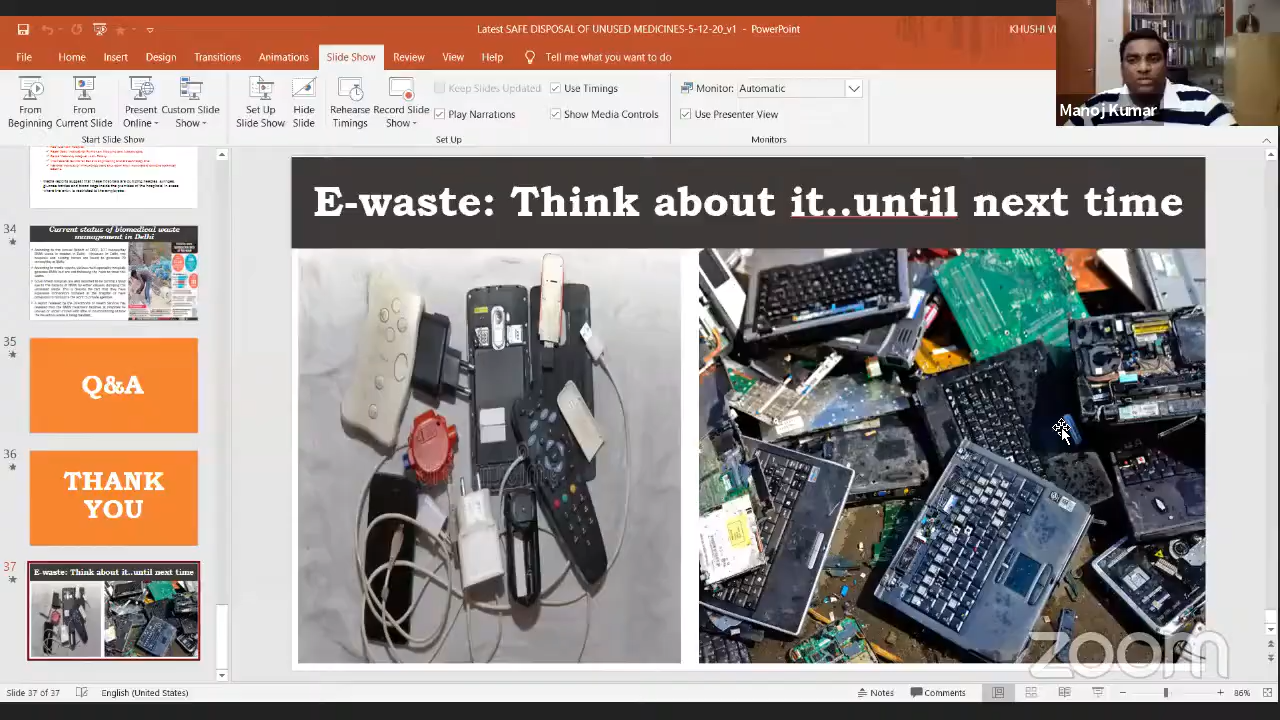 Latest SAFE DISPOSAL OF UNUSED MEDICINES-5-12-20_v1 - PowerPoint
File Home Insert Design Transitions Animations Slide Show Review View Help Tell me what you want to do
From Beginning
From Current Slide
Present Online
Custom Slide Show
Start Slide Show
Set Up Slide Show
Hide Slide
Rehearse Timings
Record Slide Show
Keep Slides Updated
Play Narrations
Use Timings
Show Media Controls
Set Up
Monitor: Automatic
Use Presenter View
Monitors
Manoj Kumar
34
Current status of biomedical waste
management in Delhi
35
Q&A
36
THANK
YOU
37
E-waste: Think about it..until next time
E-waste: Think about it..until next time
zoom
Slide 37 of 37
English (United States)
Notes
Comments
86%